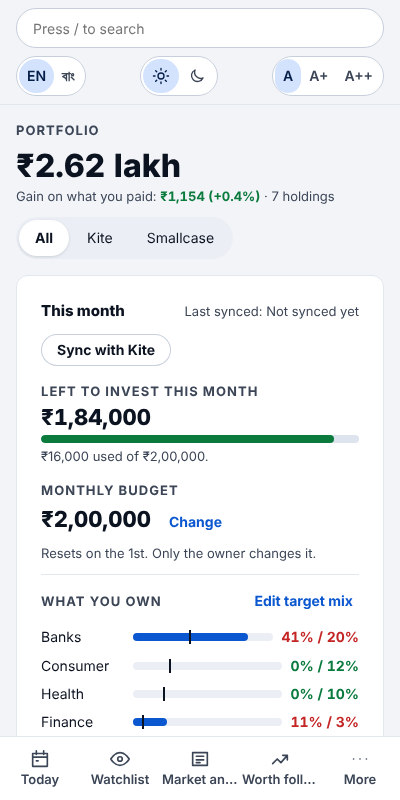 Press / to search
EN বাং A A+ A++
PORTFOLIO
₹2.62 lakh
Gain on what you paid: ₹1,154 (+0.4%) · 7 holdings
All Kite Smallcase
This month Last synced: Not synced yet
Sync with Kite
LEFT TO INVEST THIS MONTH
₹1,84,000
₹16,000 used of ₹2,00,000.
MONTHLY BUDGET
₹2,00,000 Change
Resets on the 1st. Only the owner changes it.
WHAT YOU OWN Edit target mix
Banks 41% / 20%
Consumer 0% / 12%
Health 0% / 10%
Finance 11% / 3%
Today Watchlist Market an... Worth foll... More